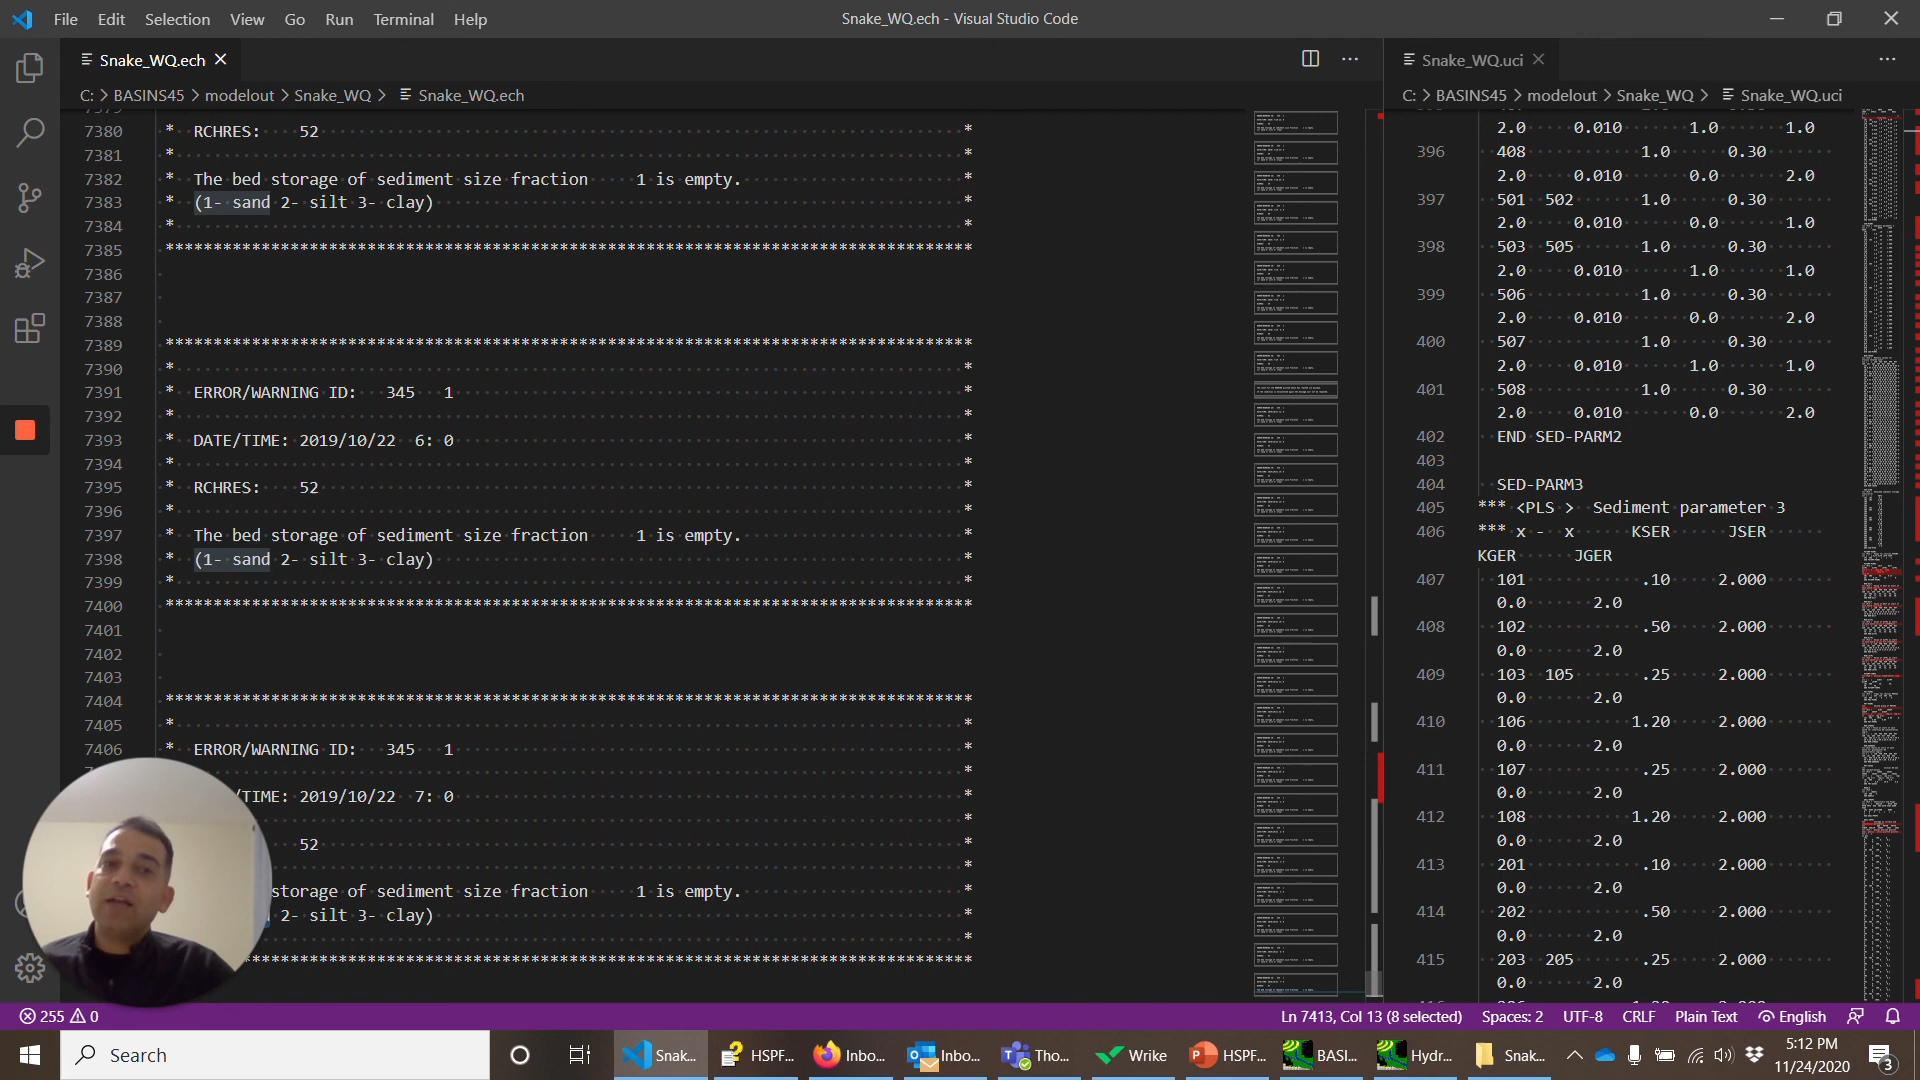 File Edit Selection View Go Run Terminal Help
Snake_WQ.ech - Visual Studio Code
Snake_WQ.ech
C: > BASINS45 > modelout > Snake_WQ > Snake_WQ.ech
7380 * RCHRES: 52 *
7381 * *
7382 * The bed storage of sediment size fraction 1 is empty. *
7383 * (1- sand 2- silt 3- clay) *
7384 * *
7385 *************************************************************************************
7386
7387
7388
7389 *************************************************************************************
7390 * *
7391 * ERROR/WARNING ID: 345 1 *
7392 * *
7393 * DATE/TIME: 2019/10/22 6: 0 *
7394 * *
7395 * RCHRES: 52 *
7396 * *
7397 * The bed storage of sediment size fraction 1 is empty. *
7398 * (1- sand 2- silt 3- clay) *
7399 * *
7400 *************************************************************************************
7401
7402
7403
7404 *************************************************************************************
7405 * *
7406 * ERROR/WARNING ID: 345 1 *
*
/TIME: 2019/10/22 7: 0 *
*
52 *
*
storage of sediment size fraction 1 is empty. *
2- silt 3- clay) *
*
****************************************************************************
Snake_WQ.uci
C: > BASINS45 > modelout > Snake_WQ > Snake_WQ.uci
2.0 0.010 1.0 1.0
396 408 1.0 0.30
2.0 0.010 0.0 2.0
397 501 502 1.0 0.30
2.0 0.010 0.0 1.0
398 503 505 1.0 0.30
2.0 0.010 1.0 1.0
399 506 1.0 0.30
2.0 0.010 0.0 2.0
400 507 1.0 0.30
2.0 0.010 1.0 1.0
401 508 1.0 0.30
2.0 0.010 0.0 2.0
402 END SED-PARM2
403
404 SED-PARM3
405 *** <PLS > Sediment parameter 3
406 *** x - x KSER JSER
KGER JGER
407 101 .10 2.000
0.0 2.0
408 102 .50 2.000
0.0 2.0
409 103 105 .25 2.000
0.0 2.0
410 106 1.20 2.000
0.0 2.0
411 107 .25 2.000
0.0 2.0
412 108 1.20 2.000
0.0 2.0
413 201 .10 2.000
0.0 2.0
414 202 .50 2.000
0.0 2.0
415 203 205 .25 2.000
0.0 2.0
255 0
Ln 7413, Col 13 (8 selected) Spaces: 2 UTF-8 CRLF Plain Text English
Search
Snak... HSPF... Inbo... Inbo... Tho... Wrike HSPF... BASI... Hydr... Snak...
5:12 PM
11/24/2020
3